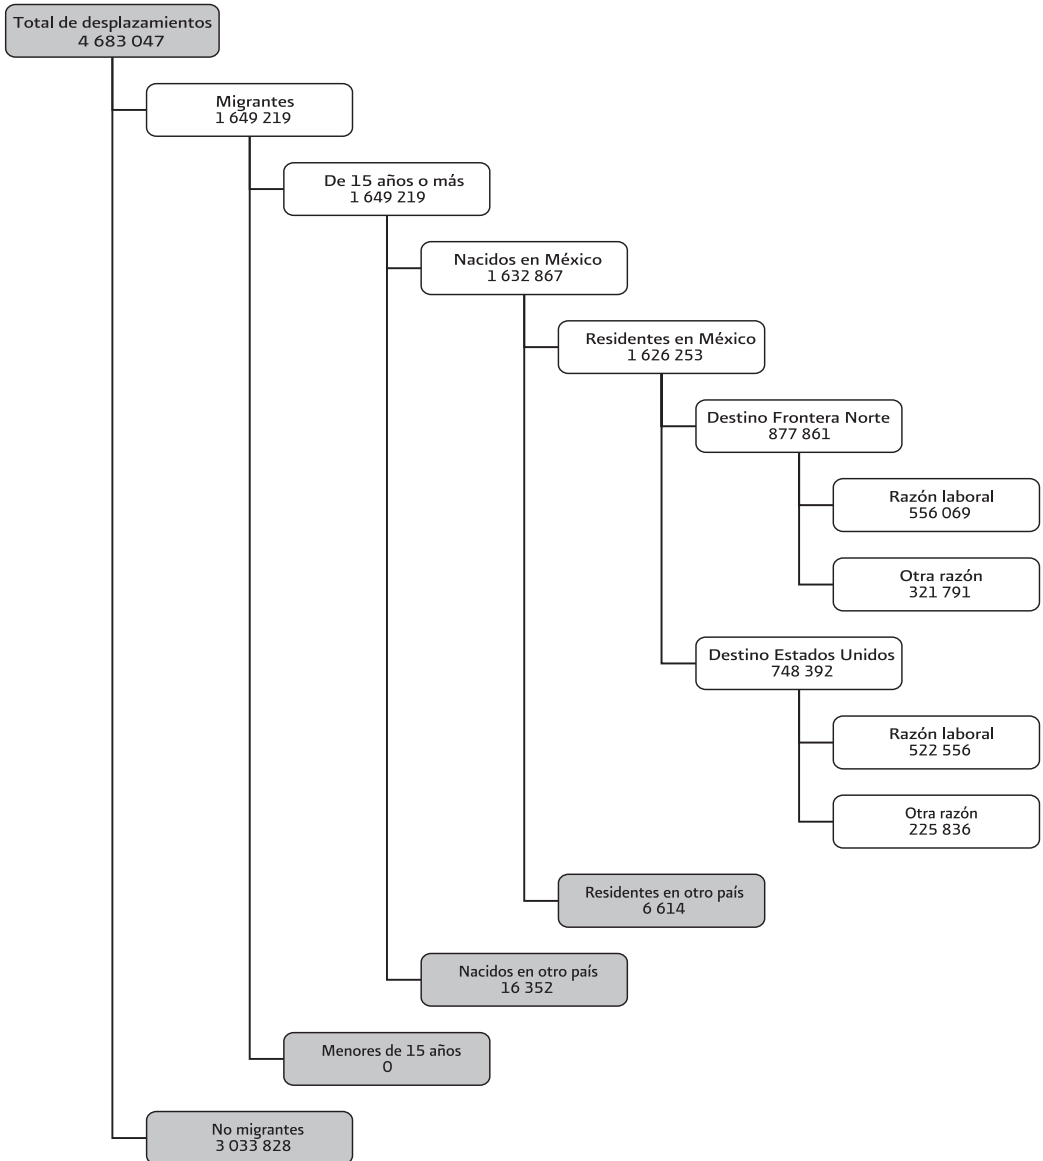 Total de desplazamientos
4 683 047
Migrantes
1 649 219
De 15 años o más
1 649 219
Nacidos en México
1 632 867
Residentes en México
1 626 253
Destino Frontera Norte
877 861
Razón laboral
556 069
Otra razón
321 791
Destino Estados Unidos
748 392
Razón laboral
522 556
Otra razón
225 836
Residentes en otro país
6 614
Nacidos en otro país
16 352
Menores de 15 años
0
No migrantes
3 033 828